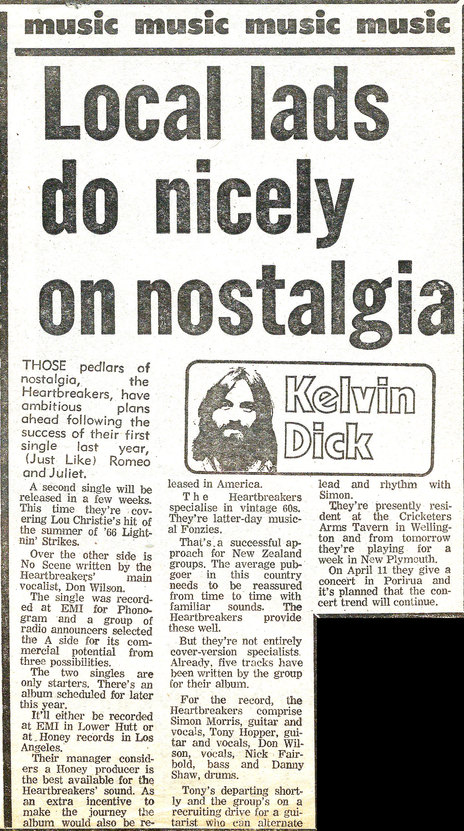 music music music music
Local lads
do nicely
on nostalgia
Kelvin
Dick
THOSE pedlars of
nostalgia, the
Heartbreakers, have
ambitious plans
ahead following the
success of their first
single last year,
(Just Like) Romeo
and Juliet.
A second single will be
released in a few weeks.
This time they're cov-
ering Lou Christie's hit of
the summer of '66 Light-
nin' Strikes.
Over the other side is
No Scene written by the
Heartbreakers' main
vocalist, Don Wilson.
The single was record-
ed at EMI for Phono-
gram and a group of
radio announcers selected
the A side for its com-
mercial potential from
three possibilities.
The two singles are
only starters. There's an
album scheduled for later
this year.
It'll either be recorded
at EMI in Lower Hutt or
at Honey records in Los
Angeles.
Their manager consid-
ers a Honey producer is
the best available for the
Heartbreakers' sound. As
an extra incentive to
make the journey the
album would also be re-
leased in America.
The Heartbreakers
specialise in vintage 60s.
They're latter-day music-
al Fonzies.
That's a successful ap-
proach for New Zealand
groups. The average pub-
goer in this country
needs to be reassured
from time to time with
familiar sounds. The
Heartbreakers provide
these well.
But they're not entirely
cover-version specialists.
Already, five tracks have
been written by the group
for their album.
For the record, the
Heartbreakers comprise
Simon Morris, guitar and
vocals, Tony Hopper, gui-
tar and vocals, Don Wil-
son, vocals, Nick Fair-
bold, bass and Danny
Shaw, drums.
Tony's departing short-
ly and the group's on a
recruiting drive for a gui-
tarist who can alternate
lead and rhythm with
Simon.
They're presently resi-
dent at the Cricketers
Arms Tavern in Welling-
ton and from tomorrow
they're playing for a
week in New Plymouth.
On April 11 they give a
concert in Porirua and
it's planned that the con-
cert trend will continue.